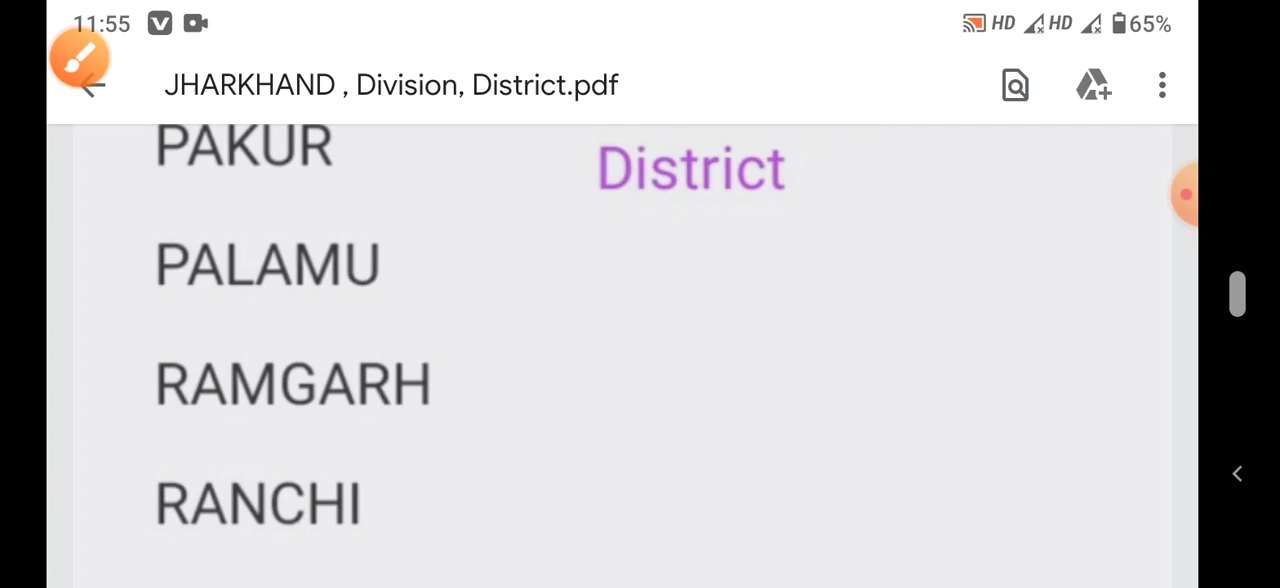 11:55 HD HD 65%
JHARKHAND , Division, District.pdf
PAKUR
District
PALAMU
RAMGARH
RANCHI